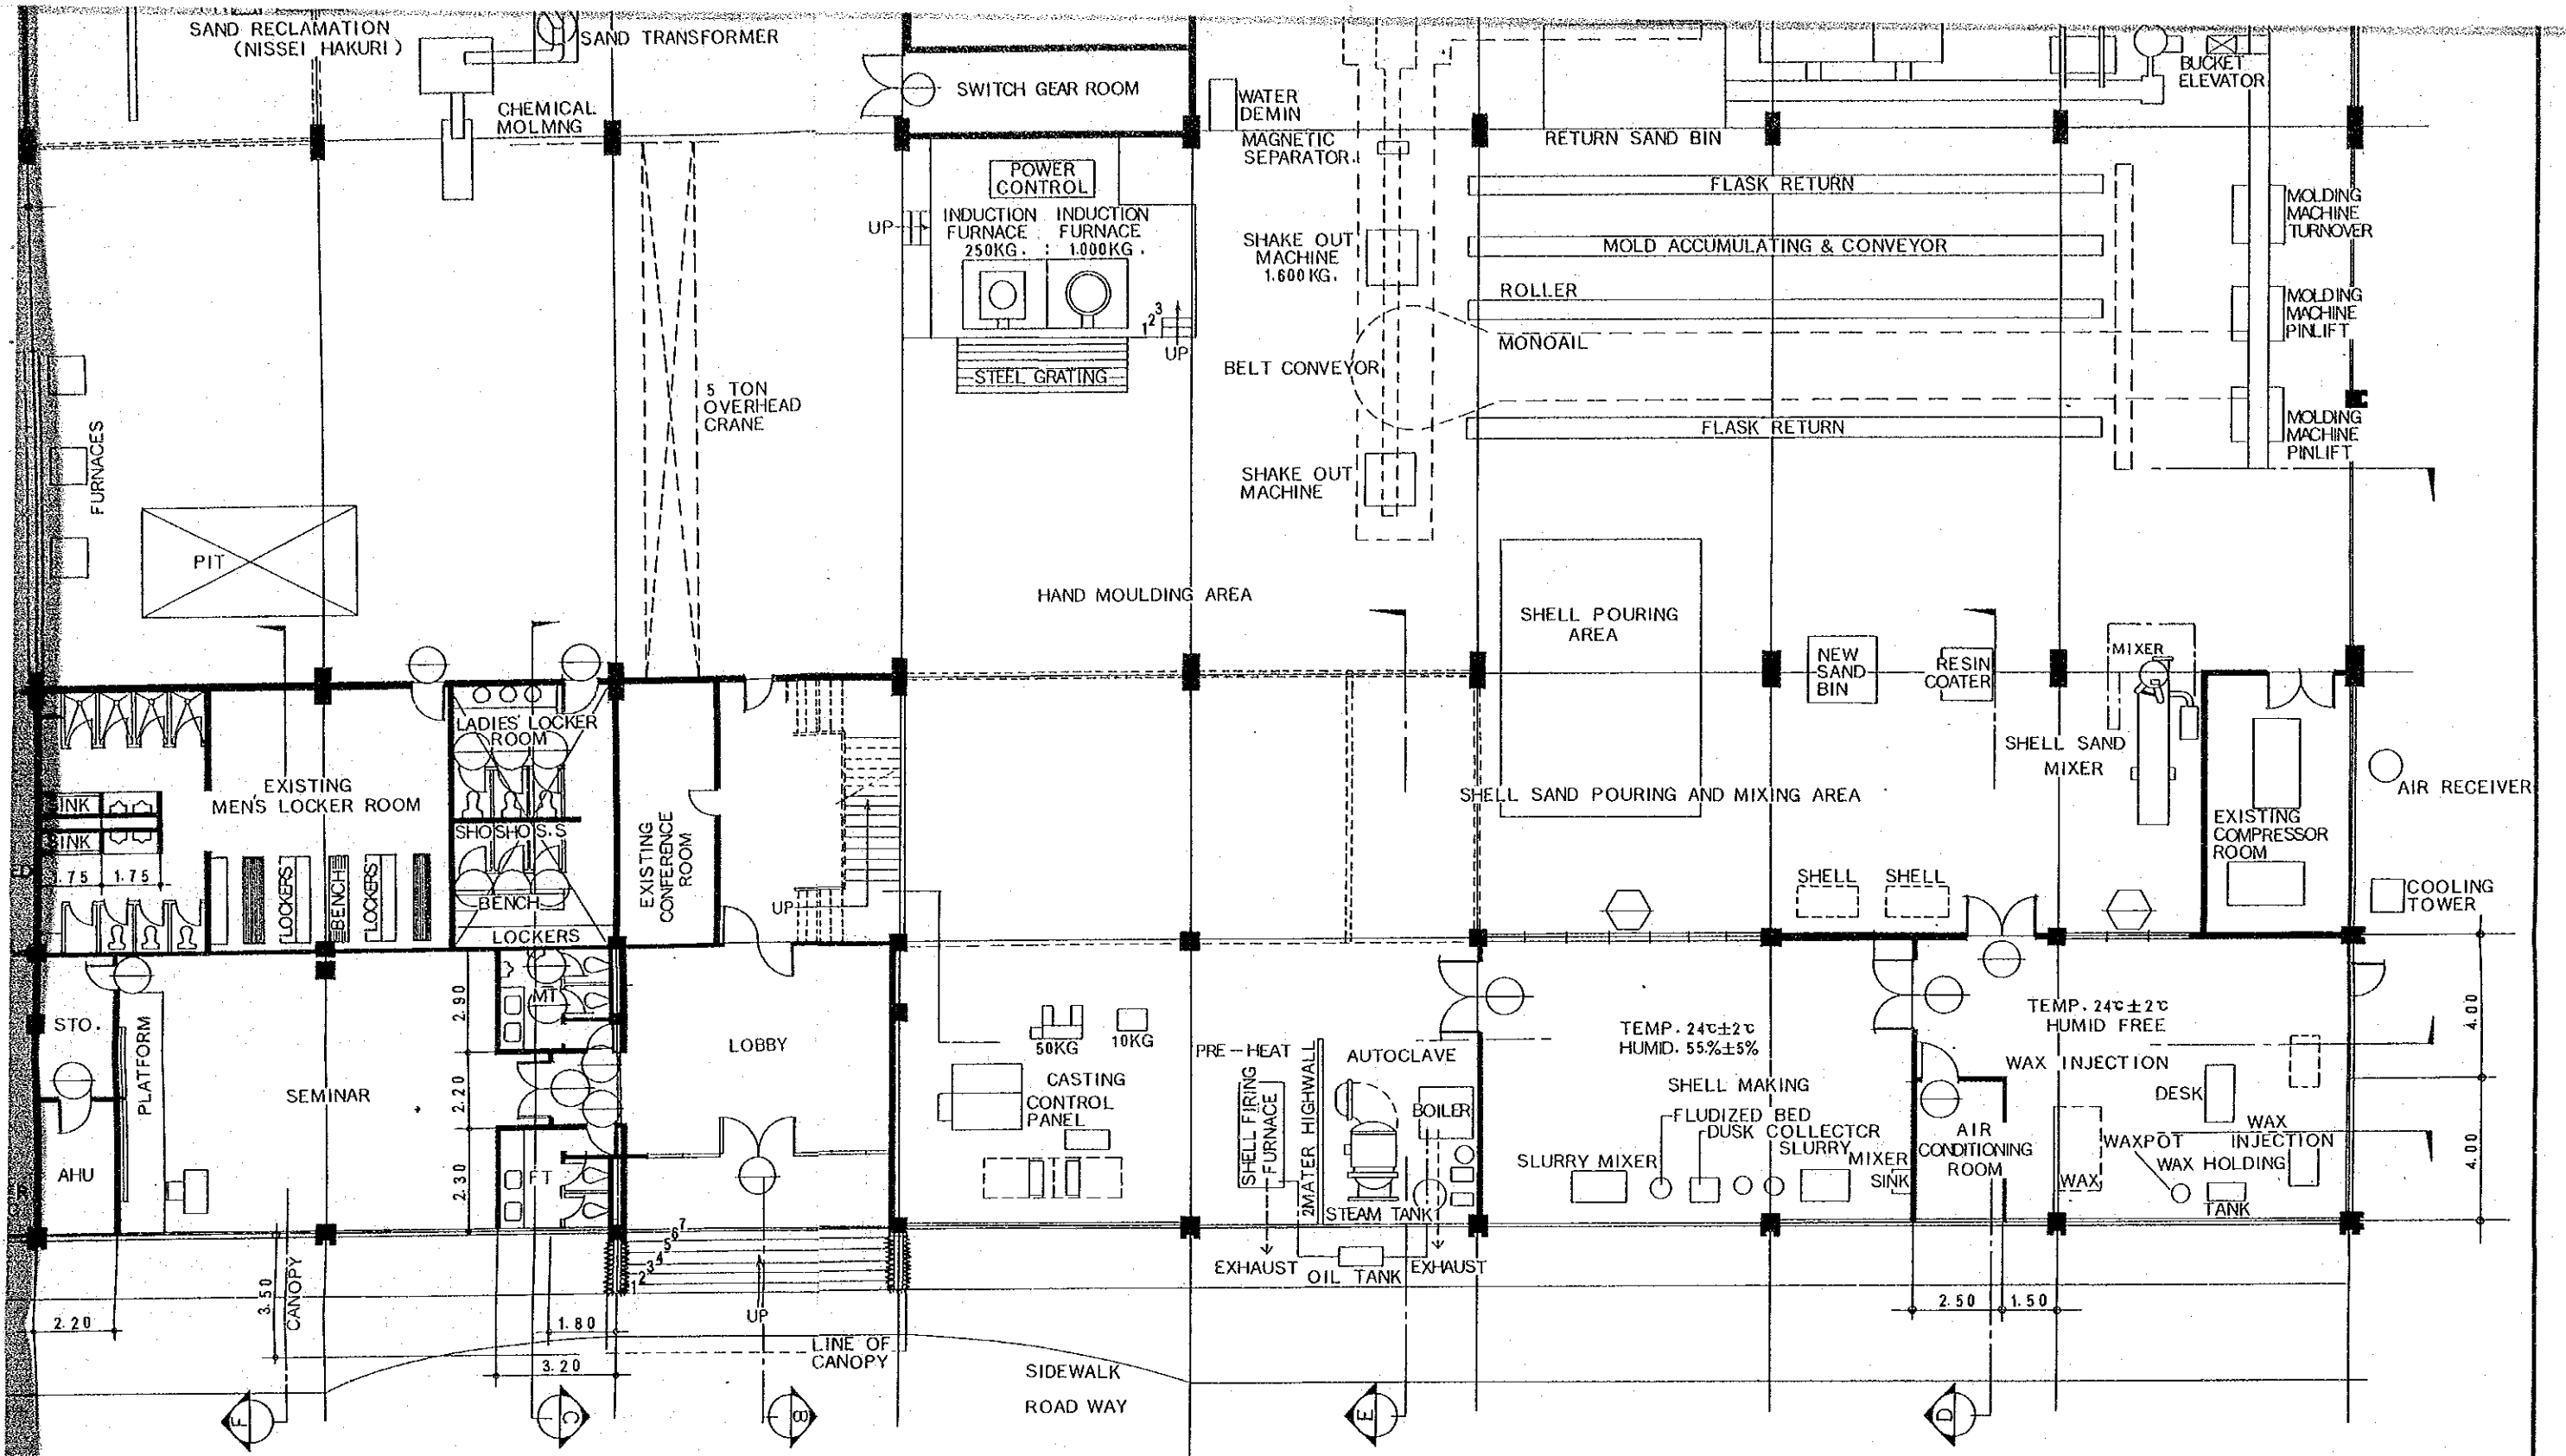 SAND RECLAMATION
(NISSEI HAKURI)
SAND TRANSFORMER
CHEMICAL
MOLMNG
SWITCH GEAR ROOM
WATER
DEMIN
MAGNETIC
SEPARATOR.
RETURN SAND BIN
BUCKET
ELEVATOR
POWER
CONTROL
INDUCTION
FURNACE
250KG.
INDUCTION
FURNACE
1.000KG.
UP
1 2 3
UP
STEEL GRATING
FLASK RETURN
MOLD ACCUMULATING & CONVEYOR
ROLLER
MONOAIL
FLASK RETURN
SHAKE OUT
MACHINE
1.600 KG.
BELT CONVEYOR
SHAKE OUT
MACHINE
MOLDING
MACHINE
TURNOVER
MOLDING
MACHINE
PINLIFT
MOLDING
MACHINE
PINLIFT
5 TON
OVERHEAD
CRANE
FURNACES
PIT
HAND MOULDING AREA
SHELL POURING
AREA
NEW
SAND
BIN
RESIN
COATER
MIXER
SHELL SAND
MIXER
SHELL SAND POURING AND MIXING AREA
EXISTING
COMPRESSOR
ROOM
AIR RECEIVER
COOLING
TOWER
SHELL
SHELL
LADIES' LOCKER
ROOM
EXISTING
MEN'S LOCKER ROOM
INK
SINK
.75
1.75
LOCKERS
BENCH
LOCKERS
SHO
SHO
S.S
BENCH
LOCKERS
EXISTING
CONFERENCE
ROOM
UP
STO.
PLATFORM
AHU
SEMINAR
MT
FT
2.90
2.20
2.30
LOBBY
50KG
10KG
CASTING
CONTROL
PANEL
PRE-HEAT
SHELL FIRING
FURNACE
2MATER HIGHWALL
AUTOCLAVE
BOILER
STEAM TANK
EXHAUST
OIL TANK
EXHAUST
TEMP. 24°c±2°c
HUMID. 55.%±5%
SHELL MAKING
FLUDIZED BED
DUSK COLLECTCR
SLURRY
SLURRY MIXER
MIXER
SINK
AIR
CONDITIONING
ROOM
TEMP. 24°c±2°c
HUMID FREE
WAX INJECTION
DESK
WAX
WAXPOT
INJECTION
WAX HOLDING
WAX
TANK
4.00
4.00
1 2 3 4 5 6 7
UP
3.50
CANOPY
2.20
1.80
3.20
LINE OF
CANOPY
2.50
1.50
SIDEWALK
ROAD WAY
F
C
B
E
D